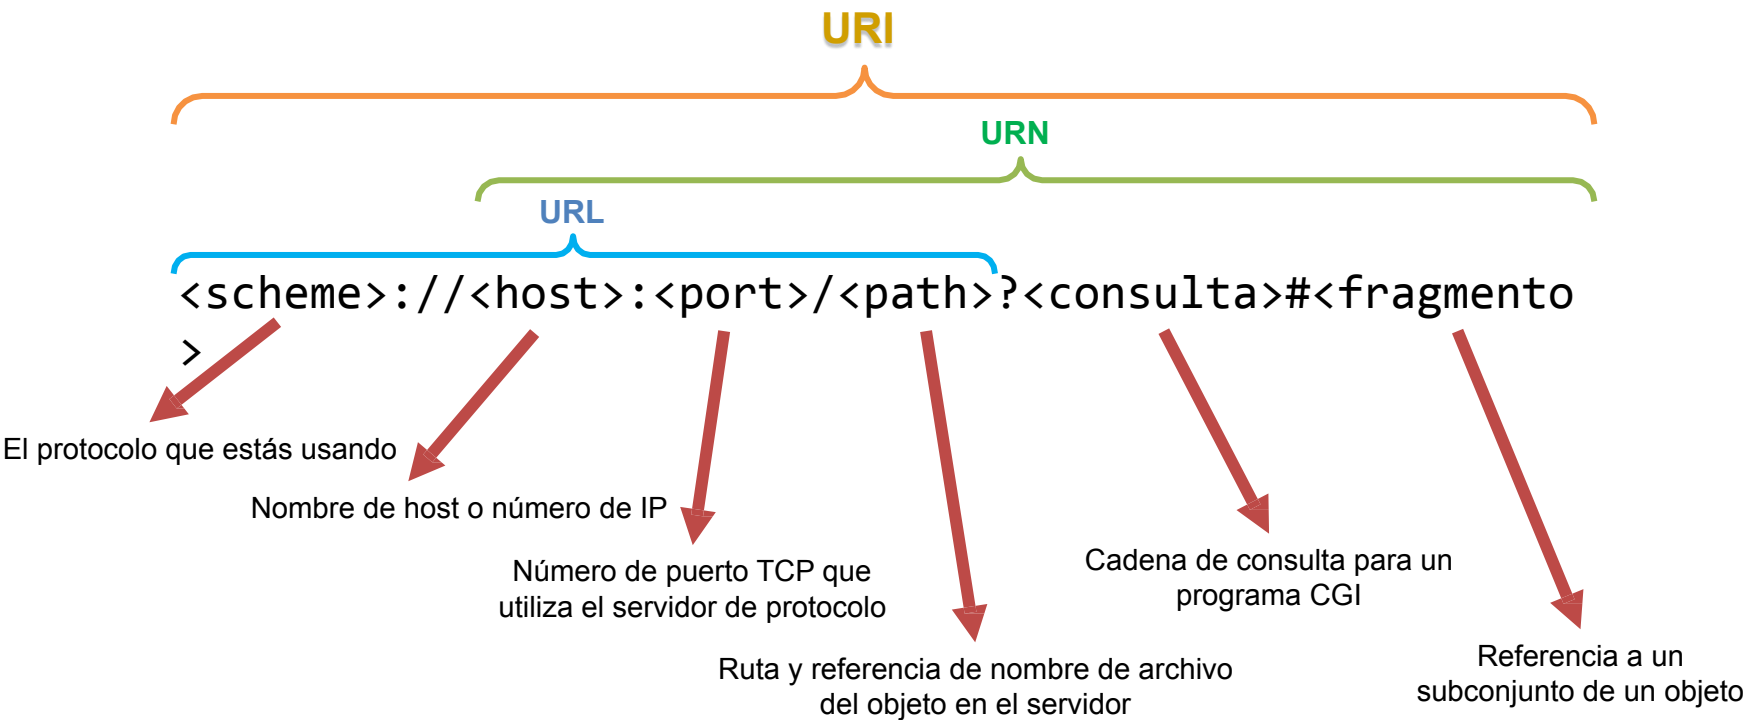 URI
URN
URL
<scheme>://<host>:<port>/<path>?<consulta>#<fragmento
>
El protocolo que estás usando
Nombre de host o número de IP
Número de puerto TCP que
utiliza el servidor de protocolo
Ruta y referencia de nombre de archivo
del objeto en el servidor
Cadena de consulta para un
programa CGI
Referencia a un
subconjunto de un objeto